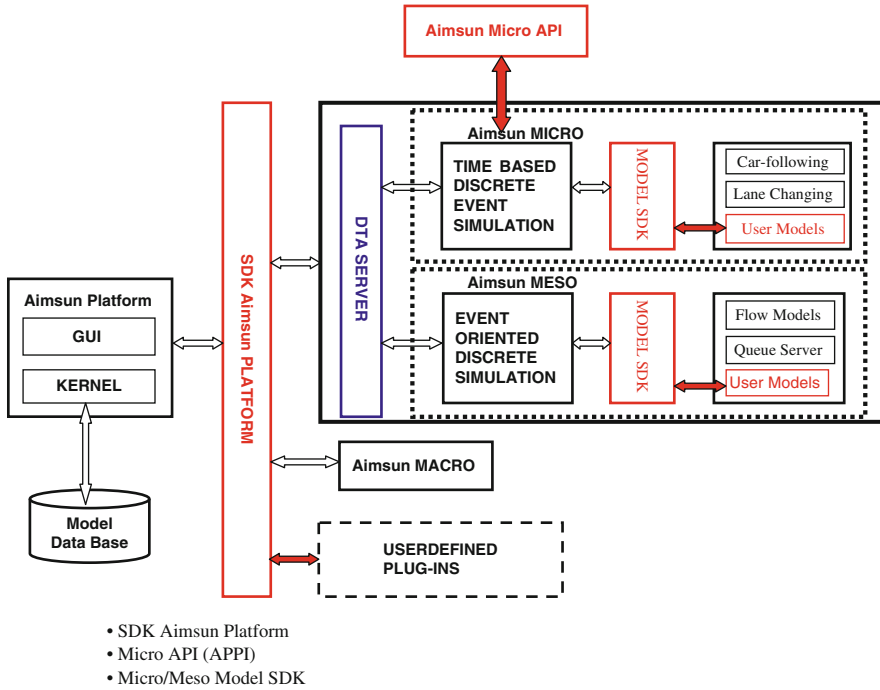 Aimsun Micro API
Aimsun MICRO
TIME BASED
DISCRETE
EVENT
SIMULATION
MODEL SDK
Car-following
Lane Changing
User Models
DTA SERVER
SDK Aimsun PLATFORM
Aimsun Platform
GUI
KERNEL
Model
Data Base
Aimsun MESO
EVENT
ORIENTED
DISCRETE
SIMULATION
MODEL SDK
Flow Models
Queue Server
User Models
Aimsun MACRO
USERDEFINED
PLUG-INS
• SDK Aimsun Platform
• Micro API (APPI)
• Micro/Meso Model SDK